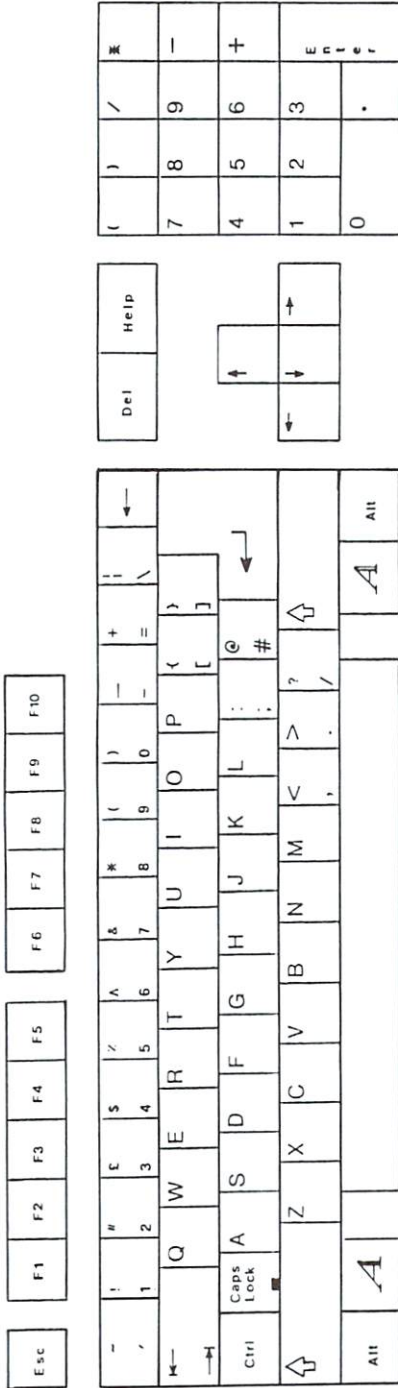 Esc F1 F2 F3 F4 F5 F6 F7 F8 F9 F10
~ ! " £ $ % ^ & * ( ) — + ¦ ←
' 1 2 3 4 5 6 7 8 9 0 - = \
Del Help
( ) / *
⇤ Q W E R T Y U I O P { }
⇥ [ ]
7 8 9 —
Ctrl Caps Lock A S D F G H J K L : @ ↵
; #
↑
4 5 6 +
⇧ Z X C V B N M < > ? ⇧
, . /
← ↓ →
1 2 3 Enter
Alt A A Alt
0 .